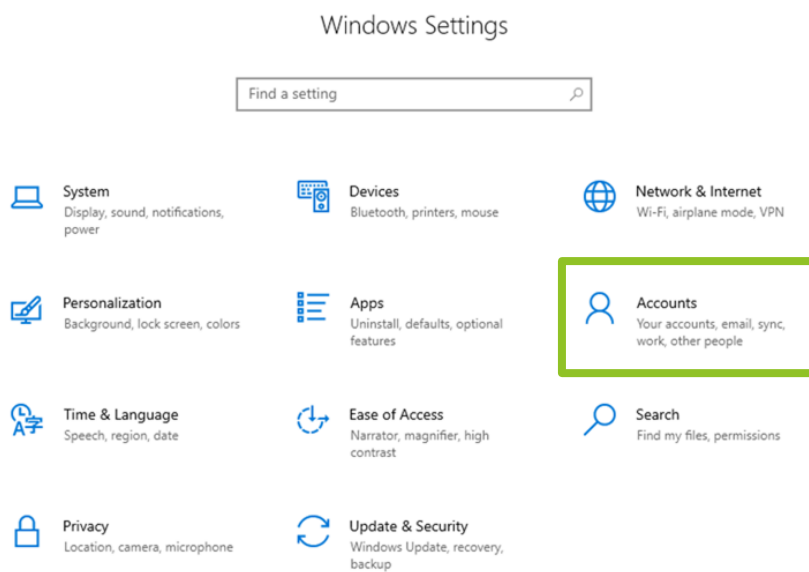 Windows Settings
Find a setting
System
Display, sound, notifications,
power
Devices
Bluetooth, printers, mouse
Network & Internet
Wi-Fi, airplane mode, VPN
Personalization
Background, lock screen, colors
Apps
Uninstall, defaults, optional
features
Accounts
Your accounts, email, sync,
work, other people
Time & Language
Speech, region, date
Ease of Access
Narrator, magnifier, high
contrast
Search
Find my files, permissions
Privacy
Location, camera, microphone
Update & Security
Windows Update, recovery,
backup